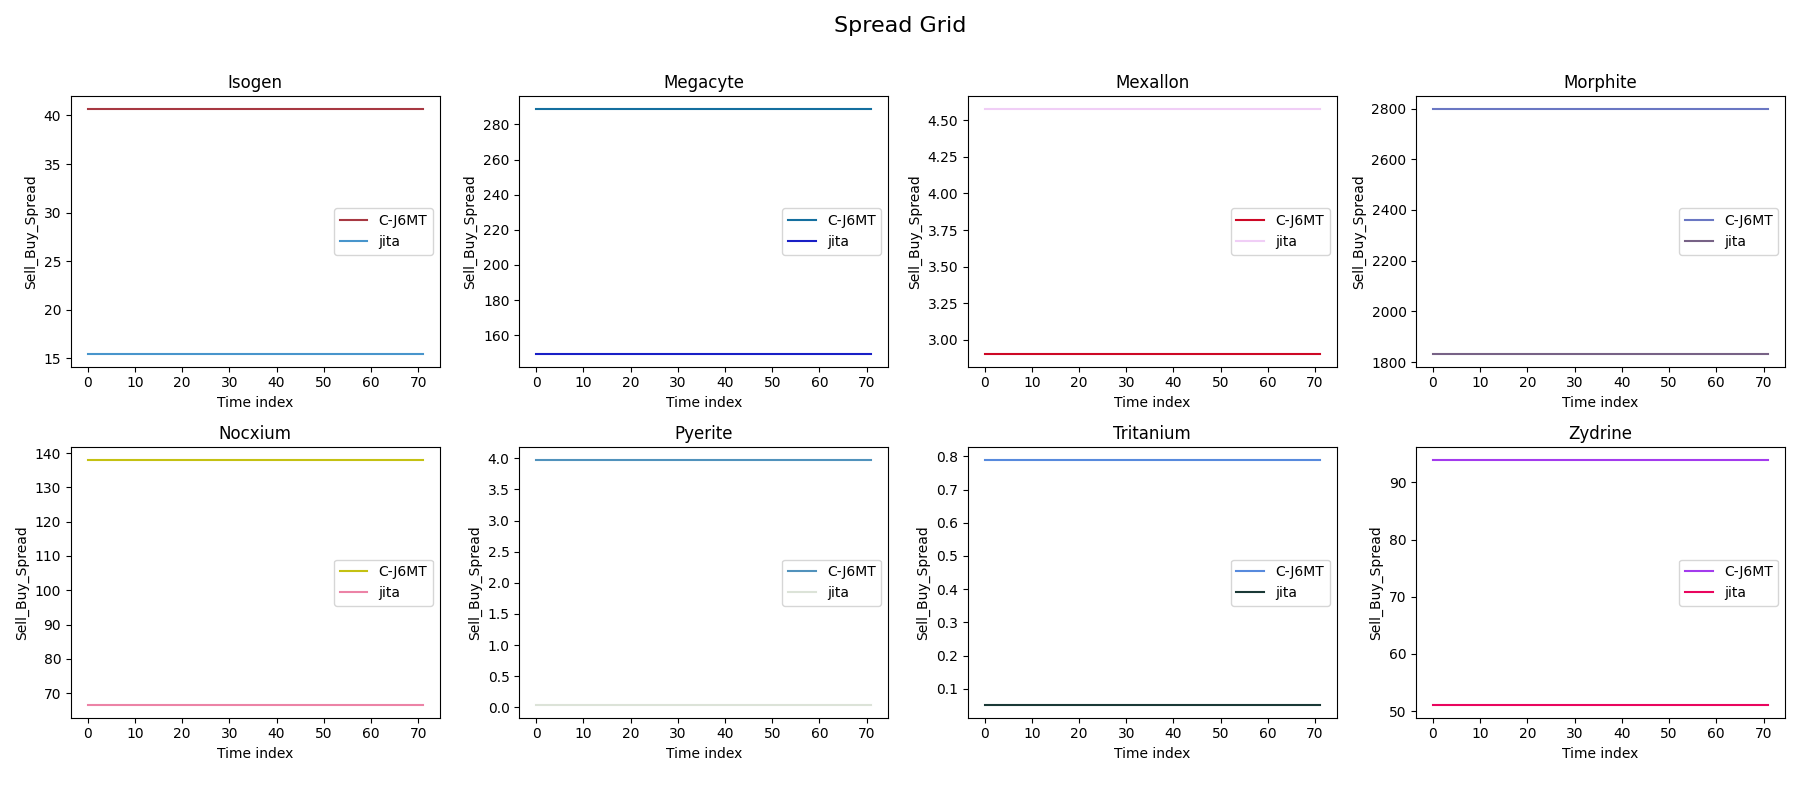 Spread Grid
Isogen
Sell_Buy_Spread
40
35
30
25
20
15
C-J6MT
jita
0 10 20 30 40 50 60 70
Time index
Megacyte
Sell_Buy_Spread
280
260
240
220
200
180
160
C-J6MT
jita
0 10 20 30 40 50 60 70
Time index
Mexallon
Sell_Buy_Spread
4.50
4.25
4.00
3.75
3.50
3.25
3.00
C-J6MT
jita
0 10 20 30 40 50 60 70
Time index
Morphite
Sell_Buy_Spread
2800
2600
2400
2200
2000
1800
C-J6MT
jita
0 10 20 30 40 50 60 70
Time index
Nocxium
Sell_Buy_Spread
140
130
120
110
100
90
80
70
C-J6MT
jita
0 10 20 30 40 50 60 70
Time index
Pyerite
Sell_Buy_Spread
4.0
3.5
3.0
2.5
2.0
1.5
1.0
0.5
0.0
C-J6MT
jita
0 10 20 30 40 50 60 70
Time index
Tritanium
Sell_Buy_Spread
0.8
0.7
0.6
0.5
0.4
0.3
0.2
0.1
C-J6MT
jita
0 10 20 30 40 50 60 70
Time index
Zydrine
Sell_Buy_Spread
90
80
70
60
50
C-J6MT
jita
0 10 20 30 40 50 60 70
Time index